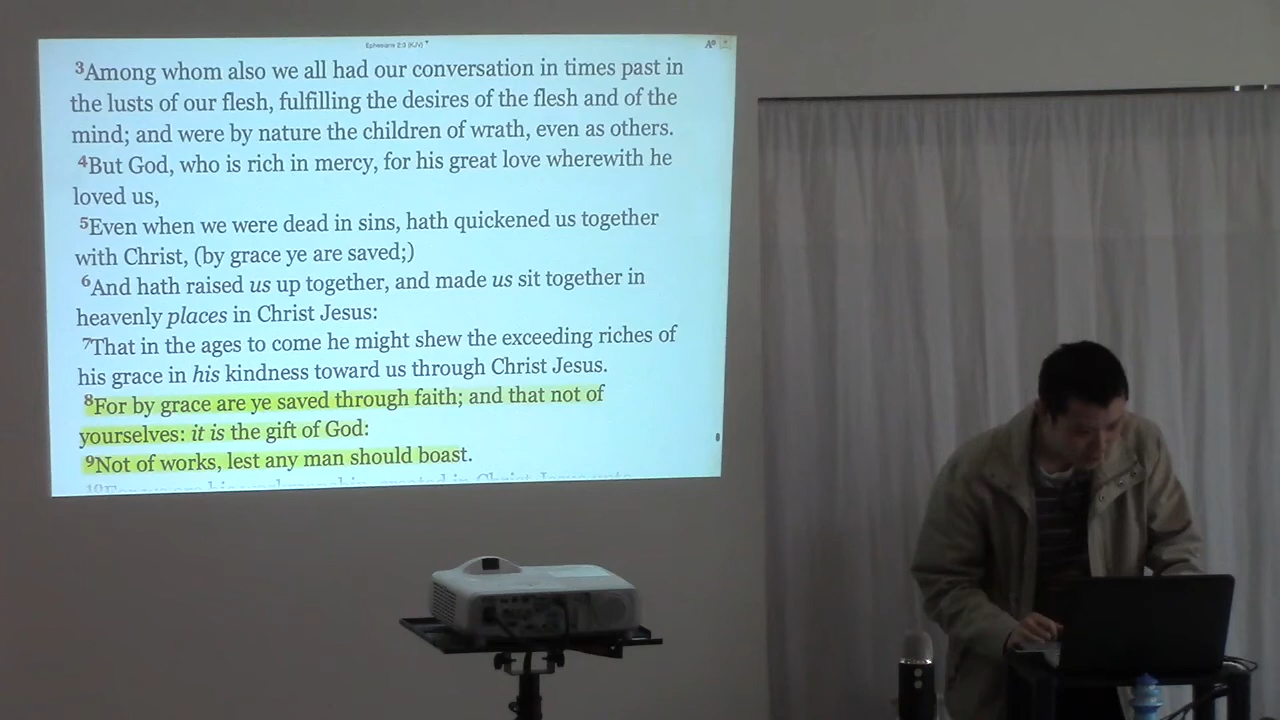 Ephesians 2:3 (KJV)
3Among whom also we all had our conversation in times past in
the lusts of our flesh, fulfilling the desires of the flesh and of the
mind; and were by nature the children of wrath, even as others.
4But God, who is rich in mercy, for his great love wherewith he
loved us,
5Even when we were dead in sins, hath quickened us together
with Christ, (by grace ye are saved;)
6And hath raised us up together, and made us sit together in
heavenly places in Christ Jesus:
7That in the ages to come he might shew the exceeding riches of
his grace in his kindness toward us through Christ Jesus.
8For by grace are ye saved through faith; and that not of
yourselves: it is the gift of God:
9Not of works, lest any man should boast.